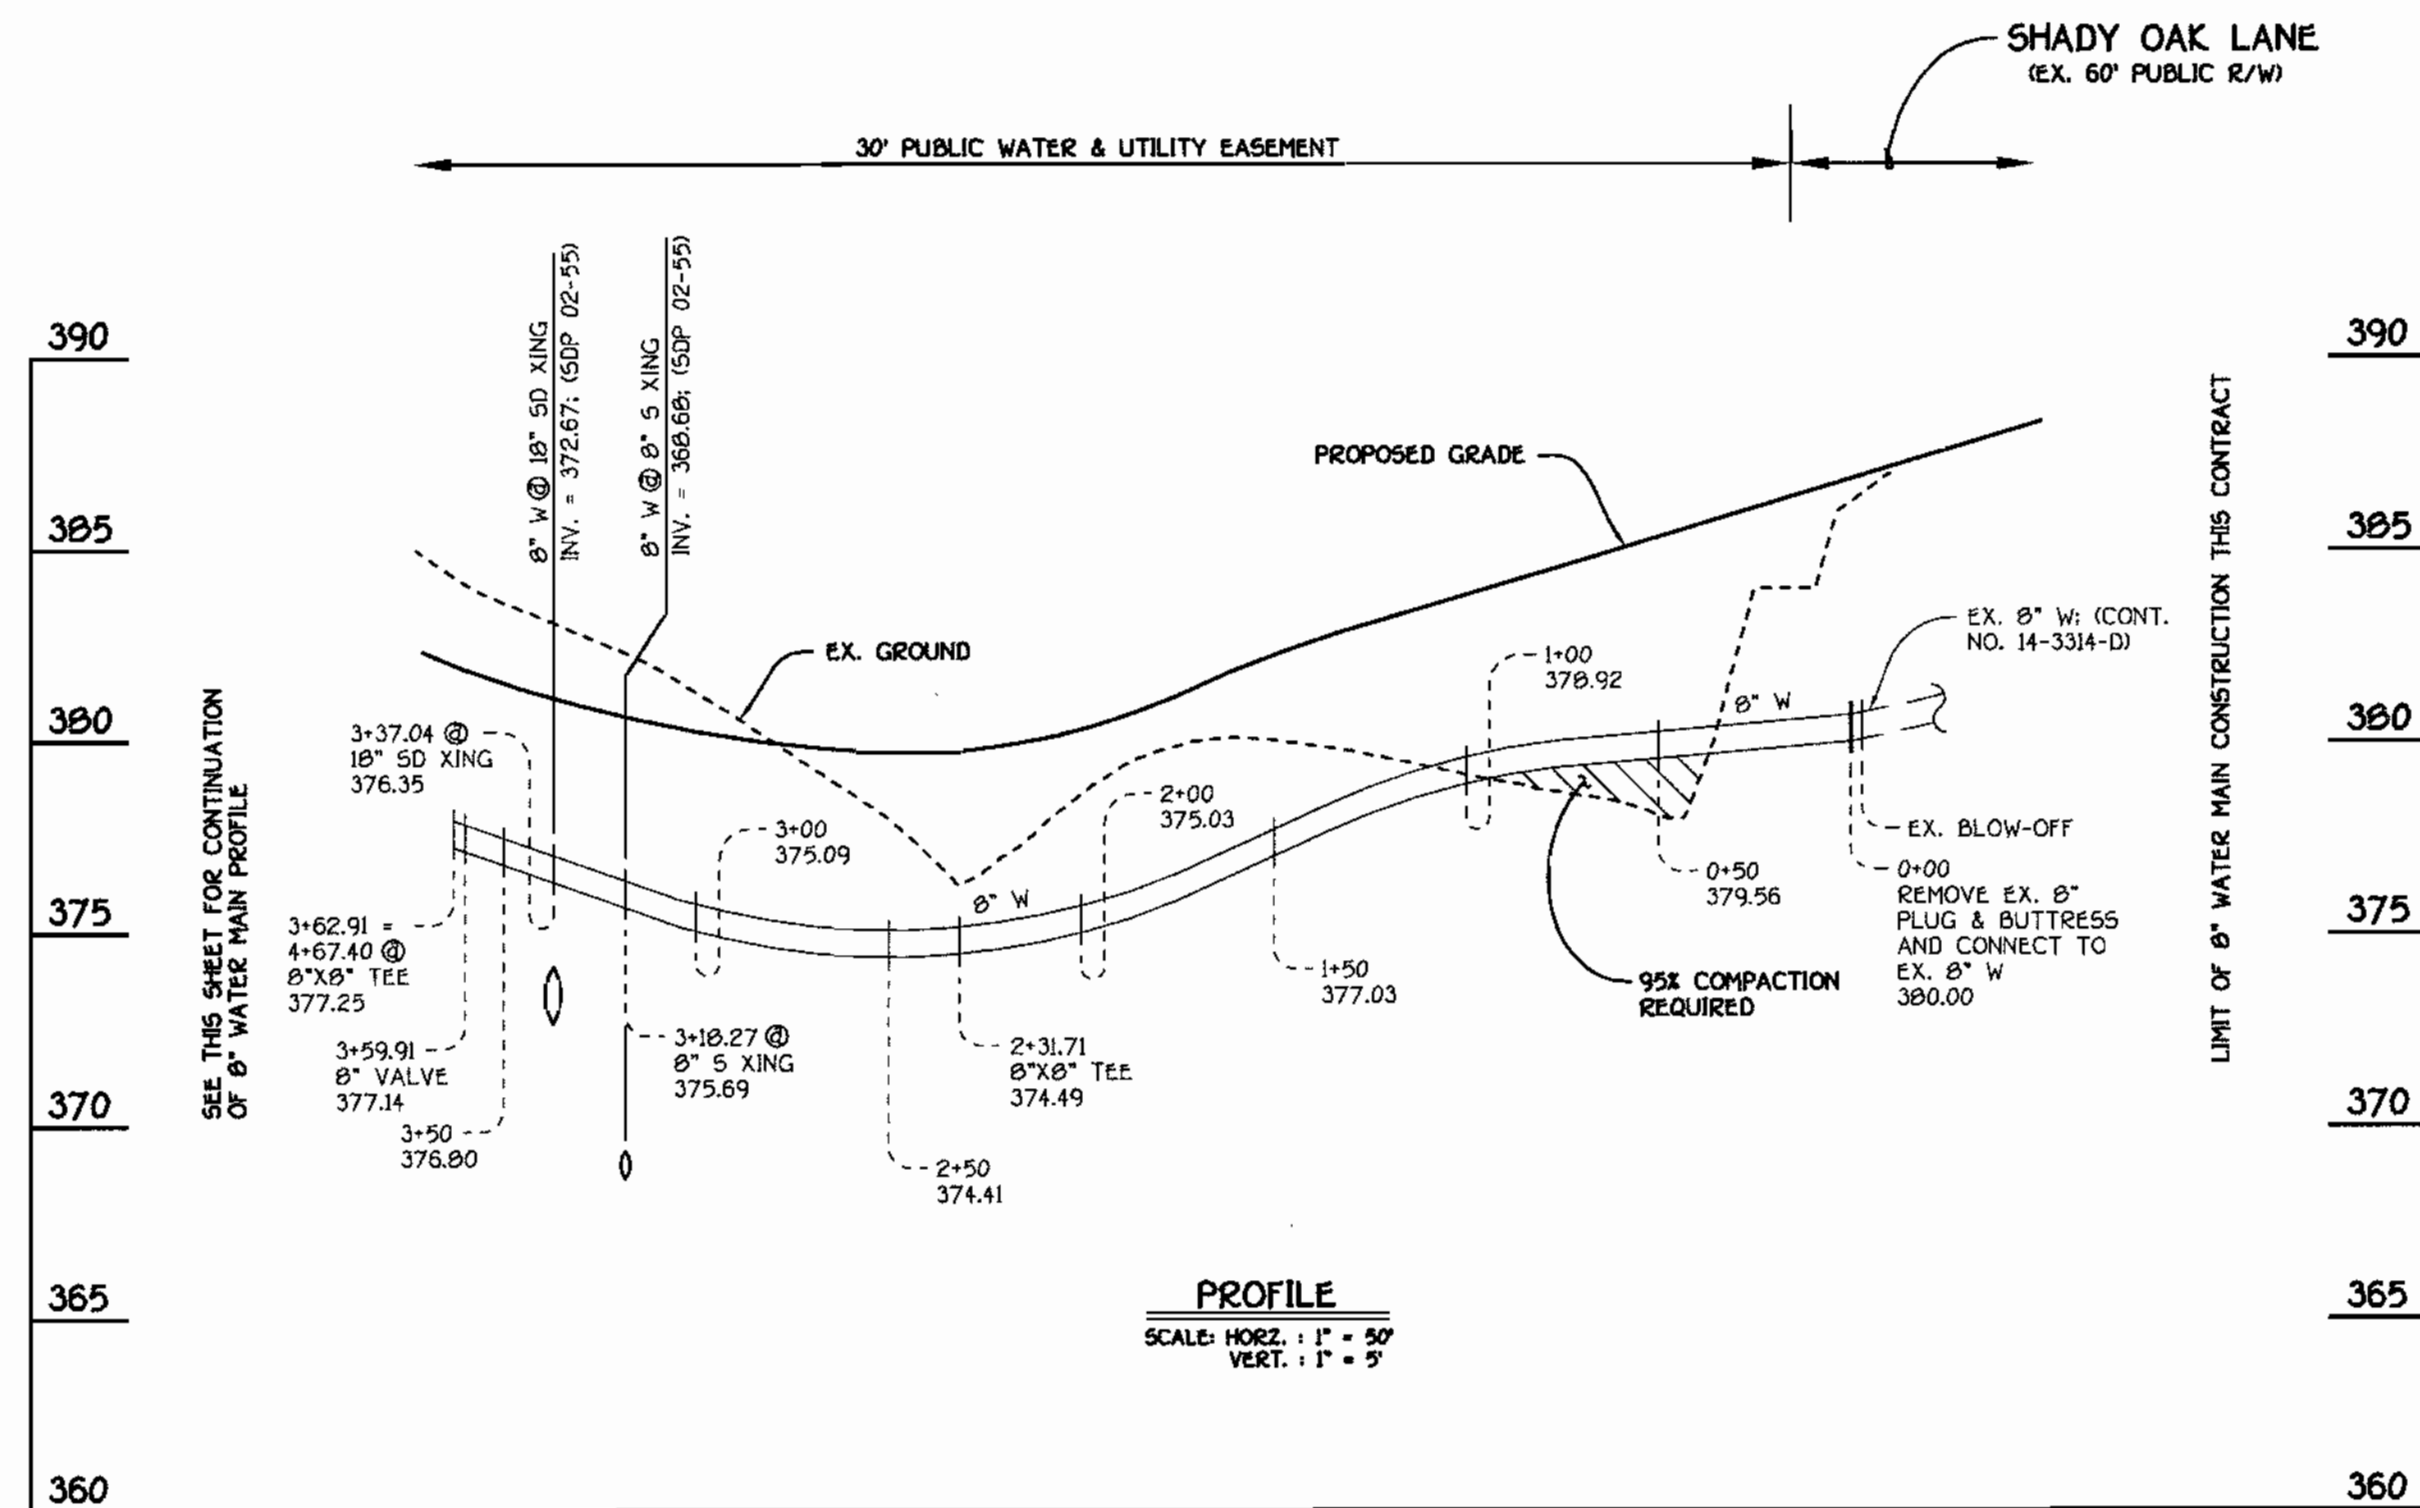 SHADY OAK LANE
(EX. 60' PUBLIC R/W)
30' PUBLIC WATER & UTILITY EASEMENT
8" W @ 18" SD XING
INV. = 372.67; (SDP 02-55)
8" W @ 8" S XING
INV. = 368.68; (SDP 02-55)
390
385
380
375
370
365
360
390
385
380
375
370
365
360
SEE THIS SHEET FOR CONTINUATION
OF 8" WATER MAIN PROFILE
LIMIT OF 8" WATER MAIN CONSTRUCTION THIS CONTRACT
PROPOSED GRADE
EX. GROUND
EX. 8" W; (CONT.
NO. 14-3314-D)
1+00
378.92
8" W
3+37.04 @
18" SD XING
376.35
2+00
375.03
3+00
375.09
EX. BLOW-OFF
0+50
379.56
0+00
REMOVE EX. 8"
PLUG & BUTTRESS
AND CONNECT TO
EX. 8" W
380.00
8" W
3+62.91 =
4+67.40 @
8"X8" TEE
377.25
1+50
377.03
95% COMPACTION
REQUIRED
3+59.91
8" VALVE
377.14
3+18.27 @
8" S XING
375.69
2+31.71
8"X8" TEE
374.49
3+50
376.80
2+50
374.41
PROFILE
SCALE: HORZ. : 1" = 50'
VERT. : 1" = 5'